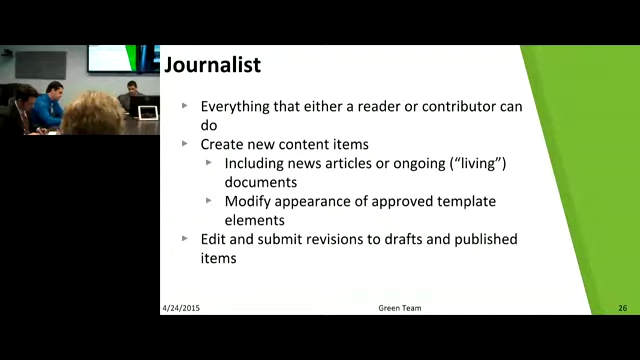 Journalist
Everything that either a reader or contributor can
do
Create new content items
Including news articles or ongoing (“living”)
documents
Modify appearance of approved template
elements
Edit and submit revisions to drafts and published
items
4/24/2015
Green Team
26